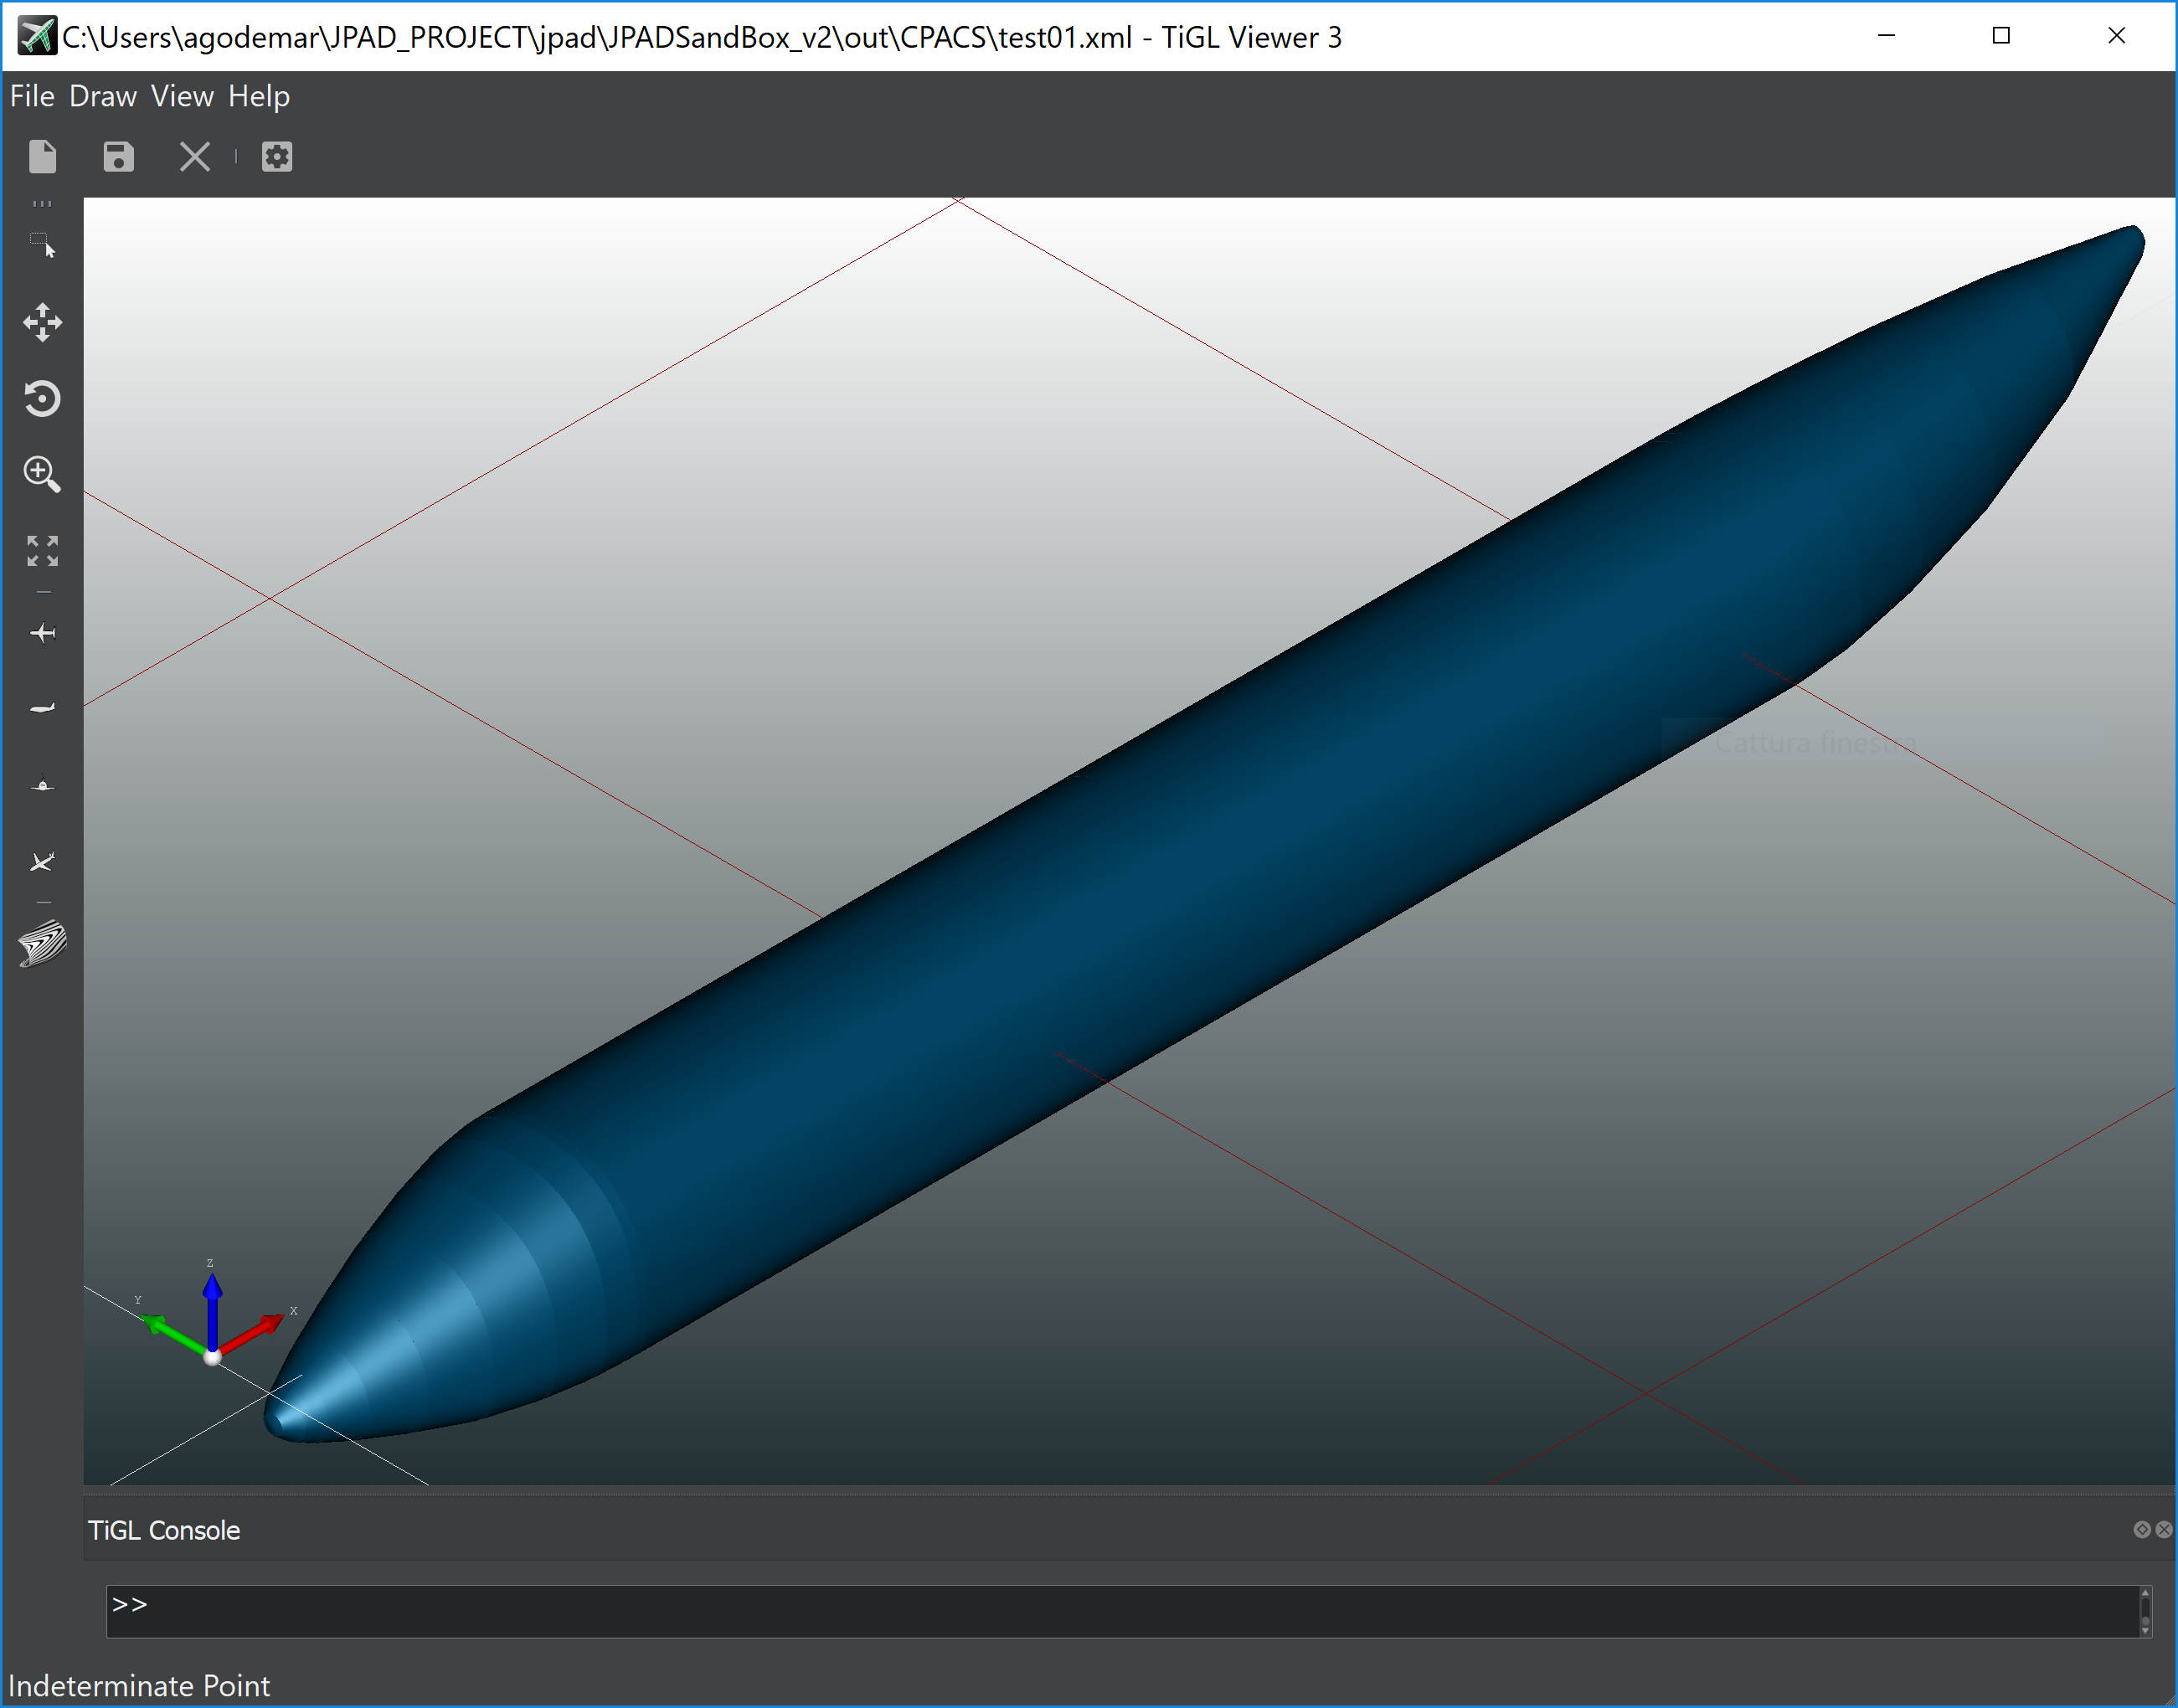 C:\Users\agodemar\JPAD_PROJECT\jpad\JPADSandBox_v2\out\CPACS\test01.xml - TiGL Viewer 3
File Draw View Help
Cattura finestra
Z
Y
X
TiGL Console
>>
Indeterminate Point